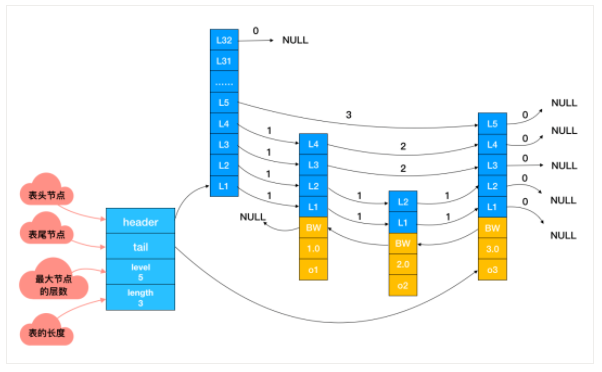 L32
0
NULL
L31
......
L5
3
L4
1
L3
1
L2
1
L1
1
L4
2
L3
2
L2
1
L1
1
NULL
BW
1.0
o1
L2
1
L1
1
BW
2.0
o2
L5
0
NULL
L4
0
NULL
L3
0
NULL
L2
0
NULL
L1
0
NULL
BW
3.0
o3
表头节点
header
表尾节点
tail
最大节点
的层数
level
5
表的长度
length
3